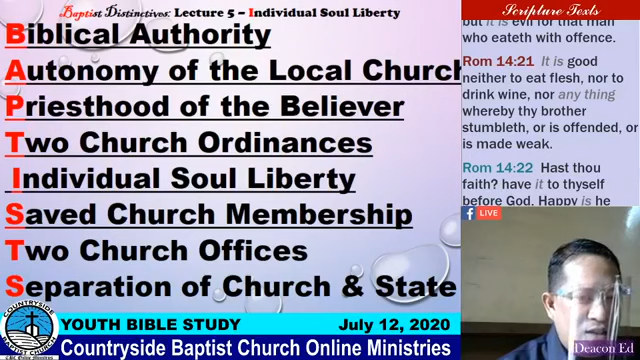 Baptist Distinctives: Lecture 5 – Individual Soul Liberty
Biblical Authority
Autonomy of the Local Church
Priesthood of the Believer
Two Church Ordinances
Individual Soul Liberty
Saved Church Membership
Two Church Offices
Separation of Church & State
Scripture Texts
but it is evil for that man
who eateth with offence.
Rom 14:21 It is good
neither to eat flesh, nor to
drink wine, nor any thing
whereby thy brother
stumbleth, or is offended, or
is made weak.
Rom 14:22 Hast thou
faith? have it to thyself
before God. Happy is he
f LIVE
Deacon Ed
COUNTRYSIDE
BAPTIST CHURCH
YOUTH BIBLE STUDY July 12, 2020
Countryside Baptist Church Online Ministries